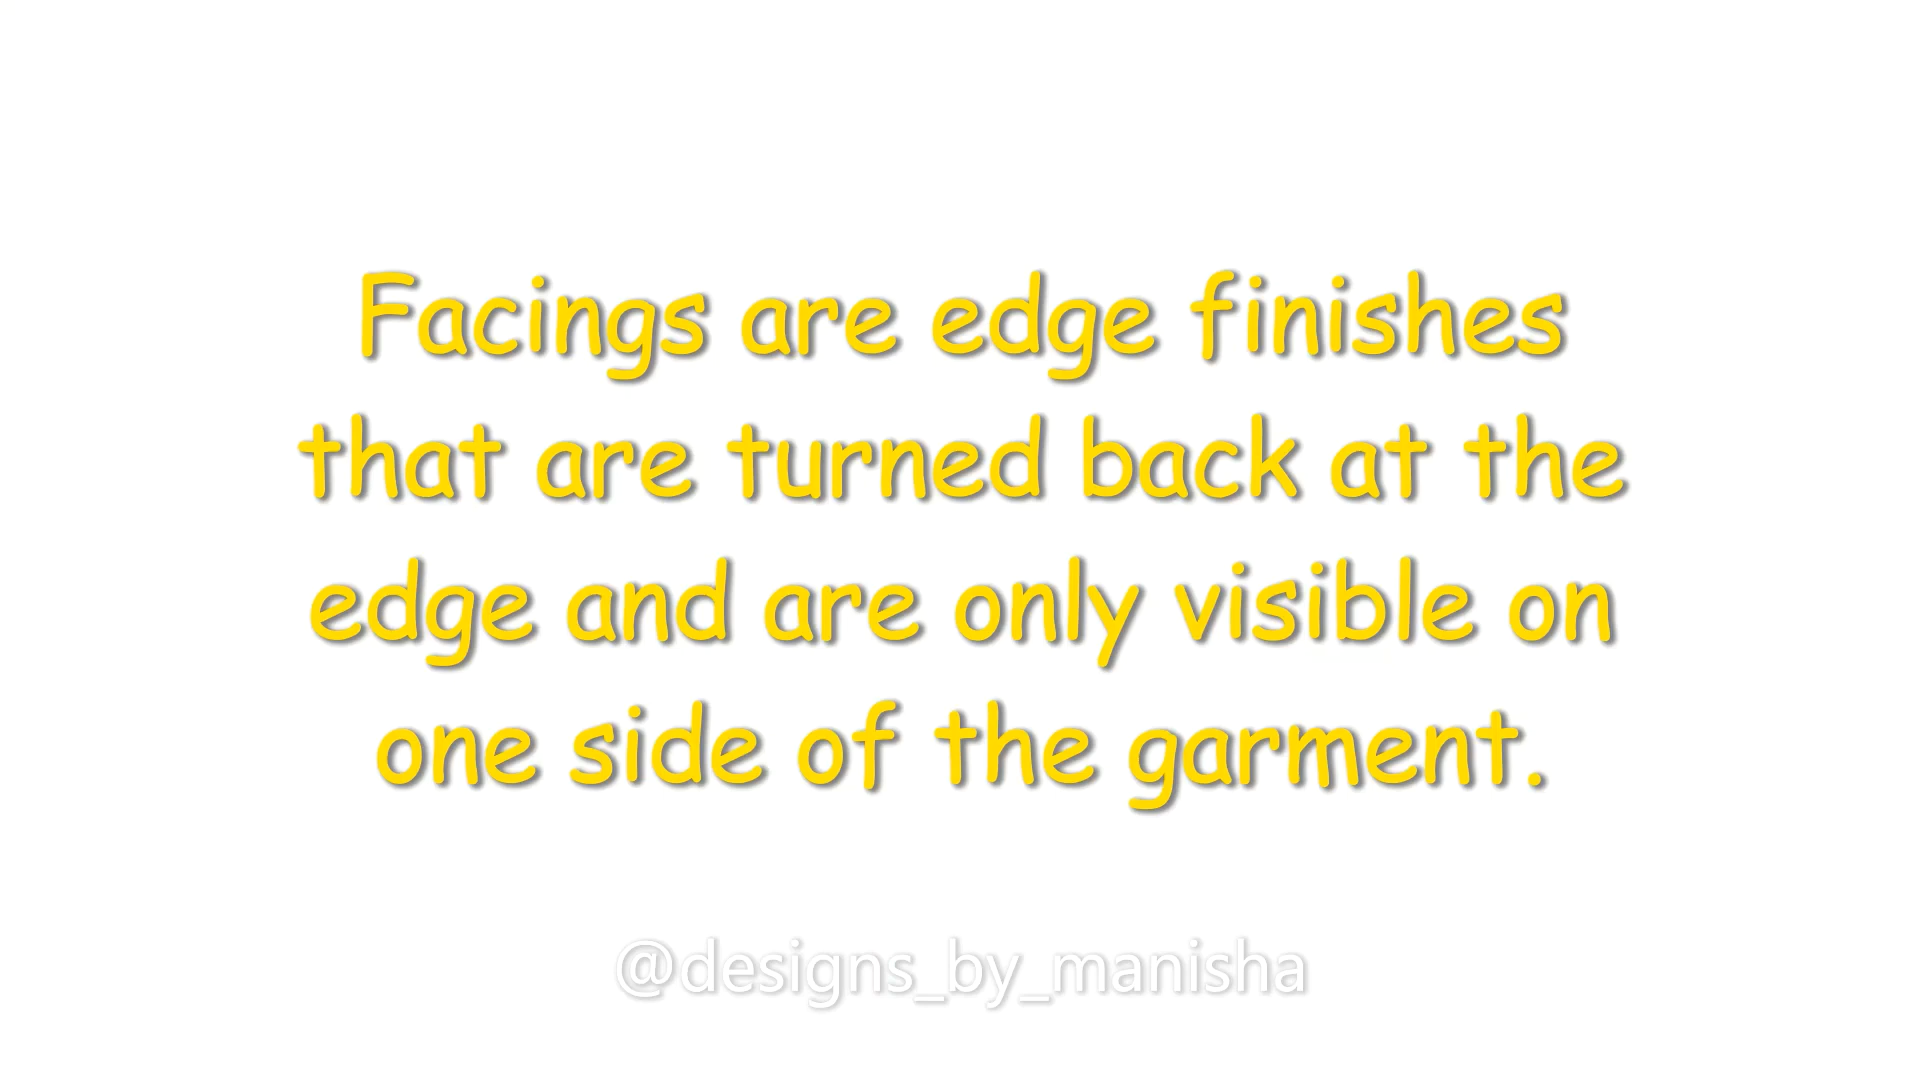 Facings are edge finishes
that are turned back at the
edge and are only visible on
one side of the garment.
@designs_by_manisha